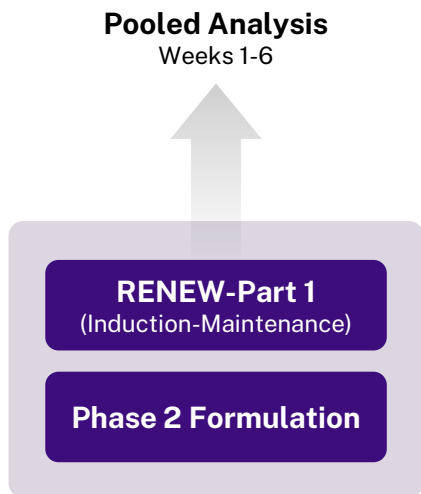 Pooled Analysis
Weeks 1-6
RENEW-Part 1
(Induction-Maintenance)
Phase 2 Formulation